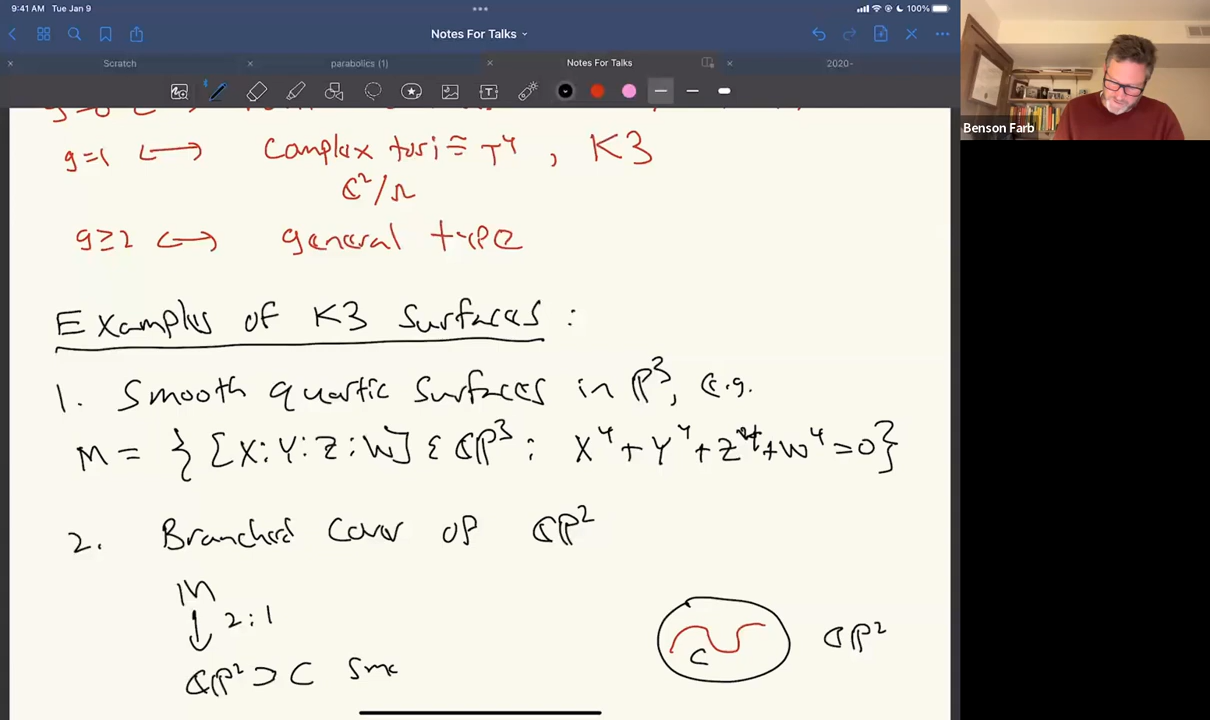 9:41 AM Tue Jan 9
100%
Notes For Talks
Scratch
parabolics (1)
Notes For Talks
2020-
Benson Farb
g=1 ⟷ complex tori ≅ T⁴, K3
ℂ²/Λ
g≥2 ⟷ general type
Examples of K3 Surfaces:
1. Smooth quartic surfaces in ℙ³, e.g.
M = { [X:Y:Z:W] ∈ ℂℙ³ : X⁴+Y⁴+Z⁴+W⁴=0}
2. Branched cover of ℂℙ²
M
↓ 2:1
ℂℙ² ⊃ C Smo
C
ℂℙ²